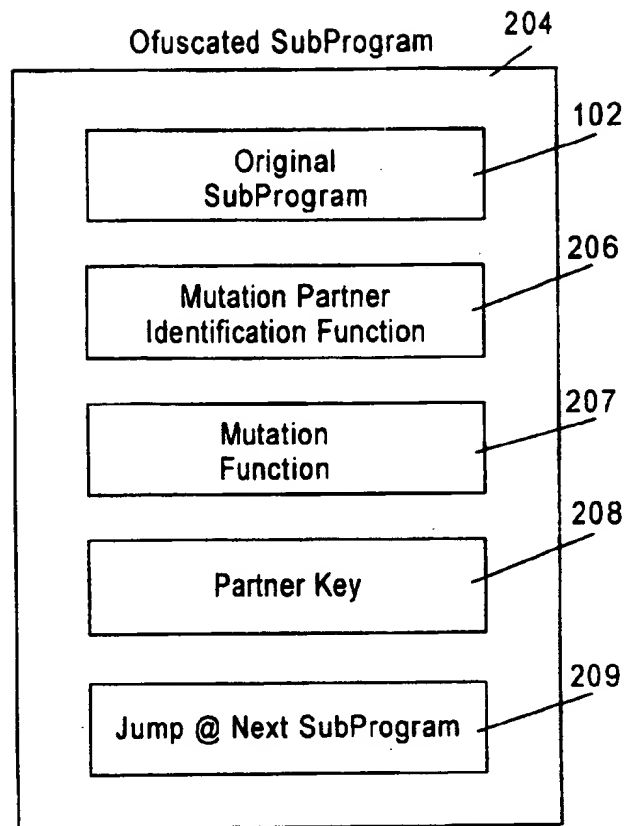 204
Ofuscated SubProgram
102
Original
SubProgram
206
Mutation Partner
Identification Function
207
Mutation
Function
208
Partner Key
209
Jump @ Next SubProgram